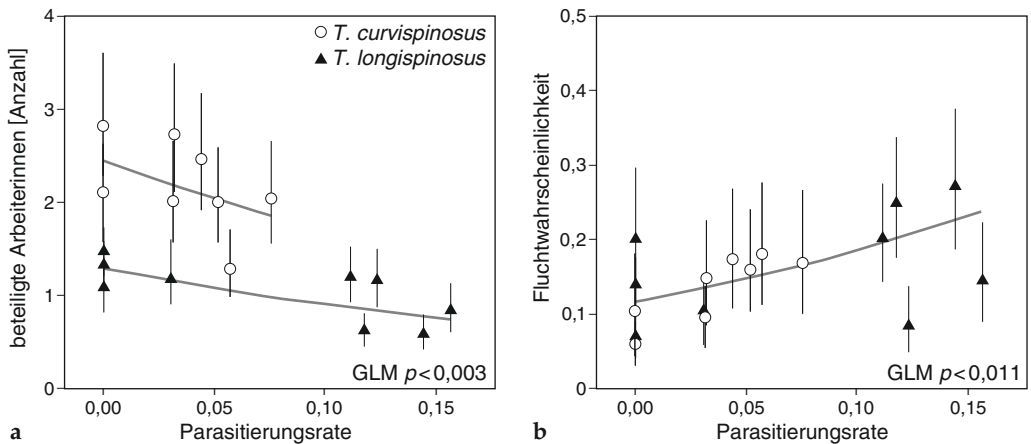 beteiligte Arbeiterinnen [Anzahl]
4
3
2
1
0
T. curvispinosus
T. longispinosus
GLM p<0,003
0,00
0,05
0,10
0,15
Parasitierungsrate
a
Fluchtwahrscheinlichkeit
0,5
0,4
0,3
0,2
0,1
0
GLM p<0,011
0,00
0,05
0,10
0,15
Parasitierungsrate
b